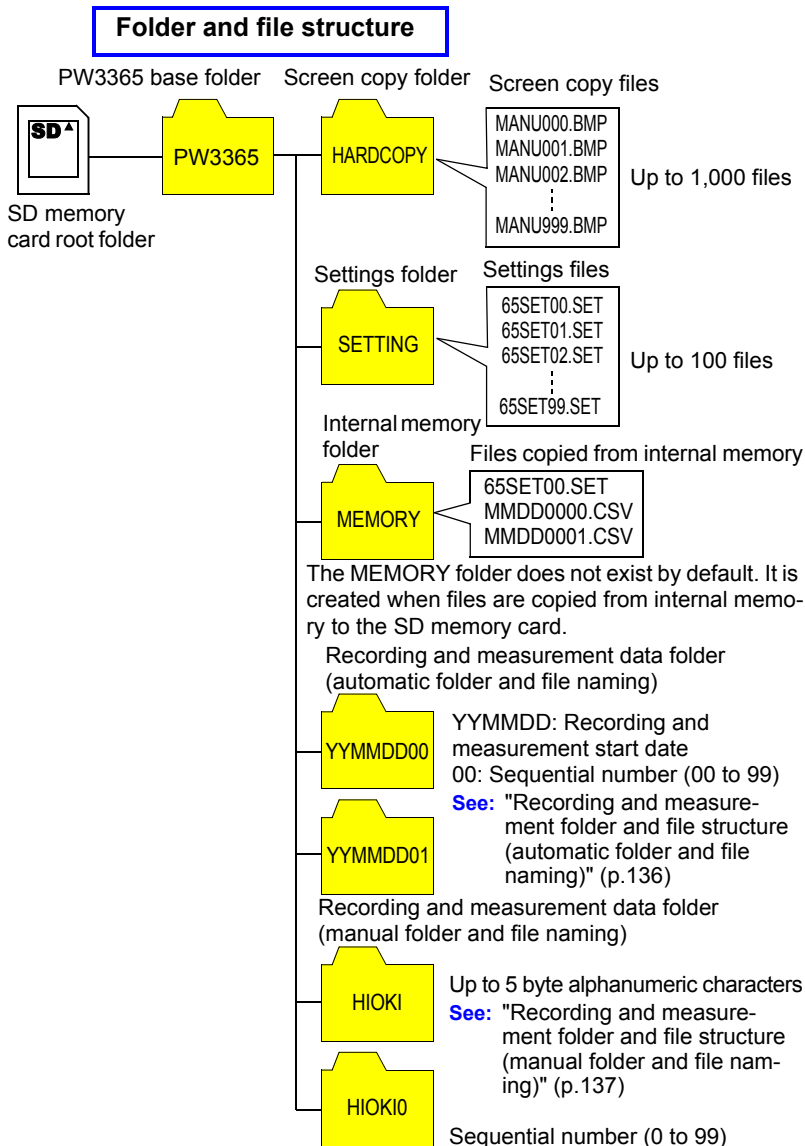 Folder and file structure
PW3365 base folder
Screen copy folder
Screen copy files
SD
PW3365
HARDCOPY
MANU000.BMP
MANU001.BMP
MANU002.BMP
MANU999.BMP
Up to 1,000 files
SD memory
card root folder
Settings folder
Settings files
SETTING
65SET00.SET
65SET01.SET
65SET02.SET
65SET99.SET
Up to 100 files
Internal memory
folder
Files copied from internal memory
MEMORY
65SET00.SET
MMDD0000.CSV
MMDD0001.CSV
The MEMORY folder does not exist by default. It is
created when files are copied from internal memo-
ry to the SD memory card.
Recording and measurement data folder
(automatic folder and file naming)
YYMMDD00
YYMMDD: Recording and
measurement start date
00: Sequential number (00 to 99)
See: "Recording and measure-
ment folder and file structure
(automatic folder and file
naming)" (p.136)
YYMMDD01
Recording and measurement data folder
(manual folder and file naming)
HIOKI
Up to 5 byte alphanumeric characters
See: "Recording and measure-
ment folder and file structure
(manual folder and file nam-
ing)" (p.137)
HIOKI0
Sequential number (0 to 99)